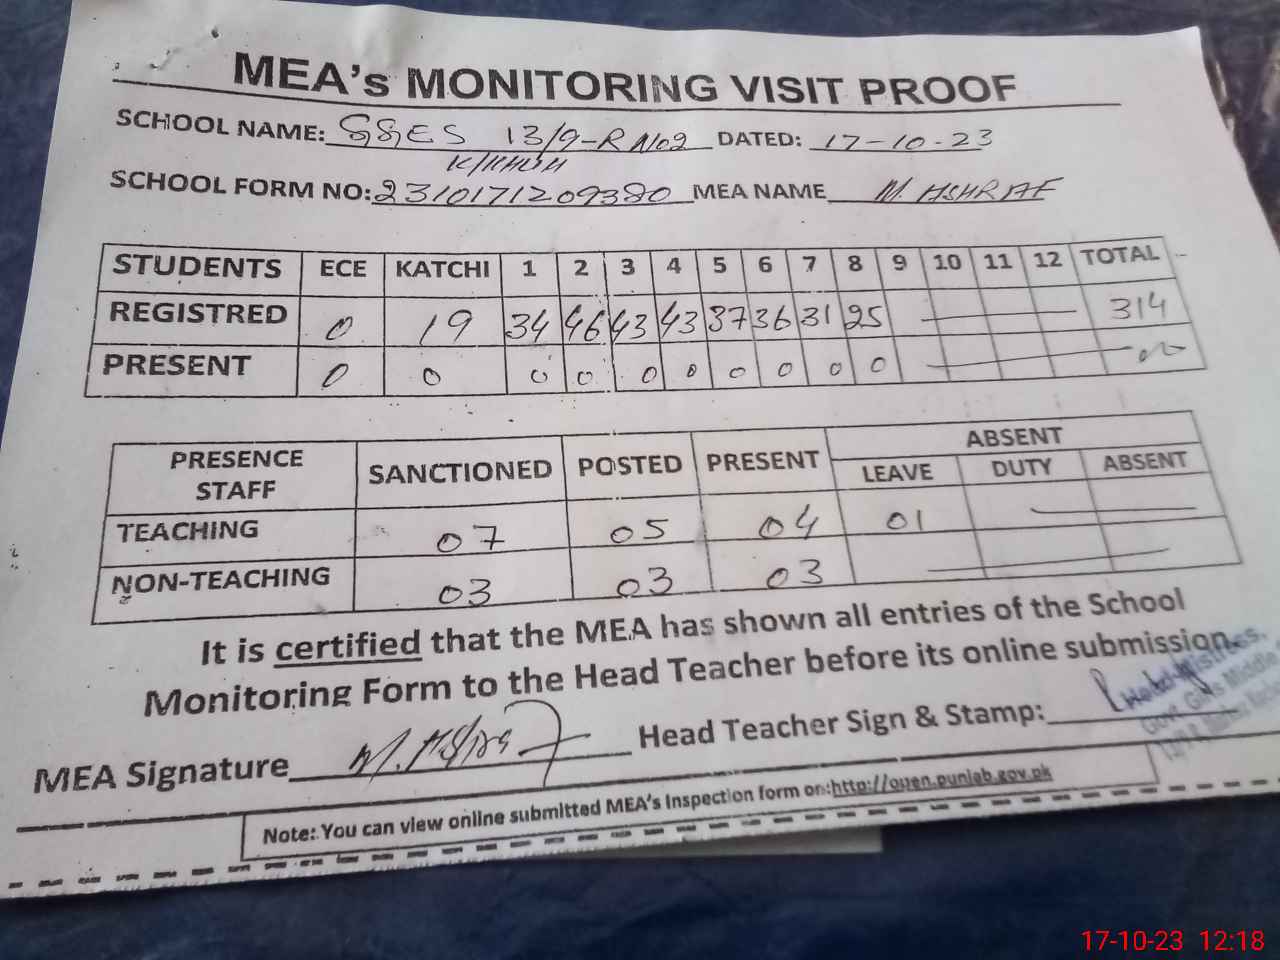 MEA's MONITORING VISIT PROOF
SCHOOL NAME: GGES 13/9-R No2 DATED: 17-10-23
K/KHUH
SCHOOL FORM NO: 2310171209380 MEA NAME M. ASHRAF
STUDENTS ECE KATCHI 1 2 3 4 5 6 7 8 9 10 11 12 TOTAL
REGISTRED 0 19 34 46 43 43 37 36 31 25 314
PRESENT 0 0 0 0 0 0 0 0 0 0
PRESENCE STAFF SANCTIONED POSTED PRESENT ABSENT
LEAVE DUTY ABSENT
TEACHING 07 05 04 01
NON-TEACHING 03 03 03
It is certified that the MEA has shown all entries of the School
Monitoring Form to the Head Teacher before its online submission.
MEA Signature M. Ashraf Head Teacher Sign & Stamp:
Headmistress,
Govt. Girls Middle
Note: You can view online submitted MEA's Inspection form on:http://open.punjab.gov.pk
17-10-23 12:18